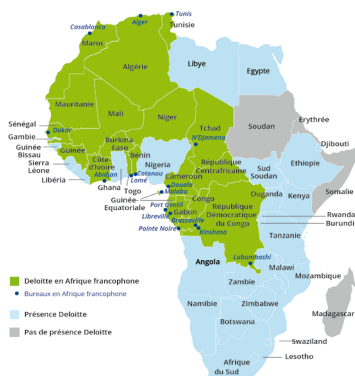 Tunis
Alger
Casablanca
Tunisie
Maroc
Algérie
Libye
Egypte
Mauritanie
Mali
Niger
Tchad
Soudan
Erythrée
Sénégal
Dakar
Gambie
Guinée
Bissau
Guinée
Burkina
Faso
Bénin
N'Djamena
Djibouti
Sierra
Léone
Côte-
d'Ivoire
Abidjan
Cotonou
Lomé
Nigeria
République
Centrafricaine
Sud
Soudan
Ethiopie
Somalie
Libéria
Ghana
Togo
Cameroun
Douala
Malabo
Guinée-
Equatoriale
Port Gentil
Libreville
Gabon
Congo
Brazzaville
Pointe Noire
Kinshasa
République
Démocratique
du Congo
Ouganda
Kenya
Rwanda
Burundi
Tanzanie
Lubumbashi
Angola
Malawi
Zambie
Mozambique
Madagascar
Namibie
Zimbabwe
Botswana
Swaziland
Lesotho
Afrique
du Sud
Deloitte en Afrique francophone
Bureaux en Afrique francophone
Présence Deloitte
Pas de présence Deloitte